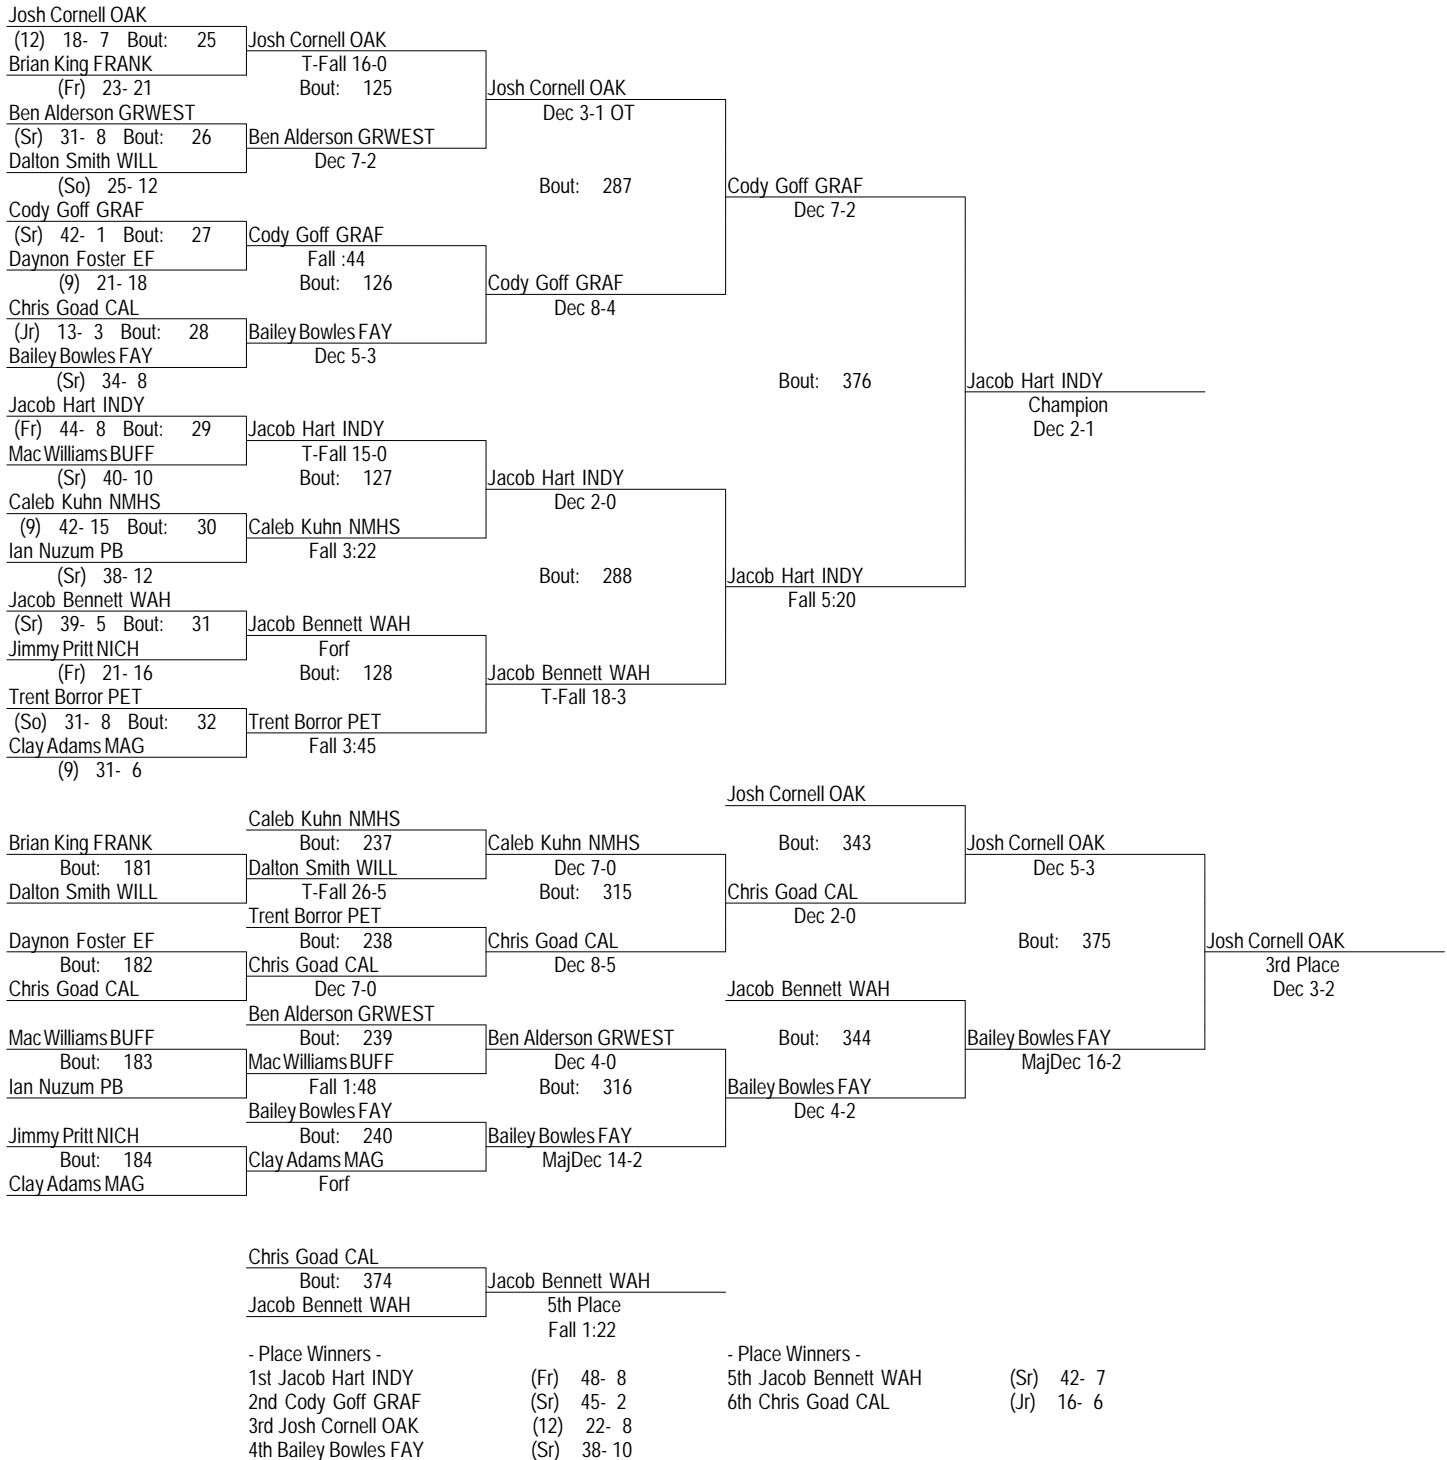 Josh Cornell OAK
(12) 18- 7 Bout: 25 Josh Cornell OAK
Brian King FRANK T-Fall 16-0
(Fr) 23- 21 Bout: 125 Josh Cornell OAK
Ben Alderson GRWEST Dec 3-1 OT
(Sr) 31- 8 Bout: 26 Ben Alderson GRWEST
Dalton Smith WILL Dec 7-2
(So) 25- 12 Bout: 287 Cody Goff GRAF
Cody Goff GRAF Dec 7-2
(Sr) 42- 1 Bout: 27 Cody Goff GRAF
Daynon Foster EF Fall :44
(9) 21- 18 Bout: 126 Cody Goff GRAF
Chris Goad CAL Dec 8-4
(Jr) 13- 3 Bout: 28 Bailey Bowles FAY
Bailey Bowles FAY Dec 5-3
(Sr) 34- 8 Bout: 376 Jacob Hart INDY
Jacob Hart INDY Champion
(Fr) 44- 8 Bout: 29 Jacob Hart INDY Dec 2-1
Mac Williams BUFF T-Fall 15-0
(Sr) 40- 10 Bout: 127 Jacob Hart INDY
Caleb Kuhn NMHS Dec 2-0
(9) 42- 15 Bout: 30 Caleb Kuhn NMHS
Ian Nuzum PB Fall 3:22
(Sr) 38- 12 Bout: 288 Jacob Hart INDY
Jacob Bennett WAH Fall 5:20
(Sr) 39- 5 Bout: 31 Jacob Bennett WAH
Jimmy Pritt NICH Forf
(Fr) 21- 16 Bout: 128 Jacob Bennett WAH
Trent Borror PET T-Fall 18-3
(So) 31- 8 Bout: 32 Trent Borror PET
Clay Adams MAG Fall 3:45
(9) 31- 6
Josh Cornell OAK
Caleb Kuhn NMHS
Brian King FRANK Bout: 237 Caleb Kuhn NMHS Bout: 343 Josh Cornell OAK
Bout: 181 Dalton Smith WILL Dec 7-0 Dec 5-3
Dalton Smith WILL T-Fall 26-5 Bout: 315 Chris Goad CAL
Trent Borror PET Dec 2-0
Daynon Foster EF Bout: 238 Chris Goad CAL Bout: 375 Josh Cornell OAK
Bout: 182 Chris Goad CAL Dec 8-5 3rd Place
Chris Goad CAL Dec 7-0 Jacob Bennett WAH Dec 3-2
Ben Alderson GRWEST
Mac Williams BUFF Bout: 239 Ben Alderson GRWEST Bout: 344 Bailey Bowles FAY
Bout: 183 Mac Williams BUFF Dec 4-0 MajDec 16-2
Ian Nuzum PB Fall 1:48 Bout: 316 Bailey Bowles FAY
Bailey Bowles FAY Dec 4-2
Jimmy Pritt NICH Bout: 240 Bailey Bowles FAY
Bout: 184 Clay Adams MAG MajDec 14-2
Clay Adams MAG Forf
Chris Goad CAL
Bout: 374 Jacob Bennett WAH
Jacob Bennett WAH 5th Place
Fall 1:22
- Place Winners - - Place Winners -
1st Jacob Hart INDY (Fr) 48- 8 5th Jacob Bennett WAH (Sr) 42- 7
2nd Cody Goff GRAF (Sr) 45- 2 6th Chris Goad CAL (Jr) 16- 6
3rd Josh Cornell OAK (12) 22- 8
4th Bailey Bowles FAY (Sr) 38- 10